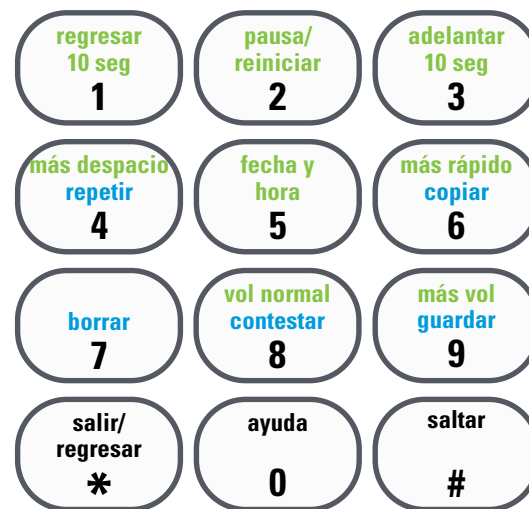 regresar
10 seg
1
pausa/
reiniciar
2
adelantar
10 seg
3
más despacio
repetir
4
fecha y
hora
5
más rápido
copiar
6
borrar
7
vol normal
contestar
8
más vol
guardar
9
salir/
regresar
*
ayuda
0
saltar
#